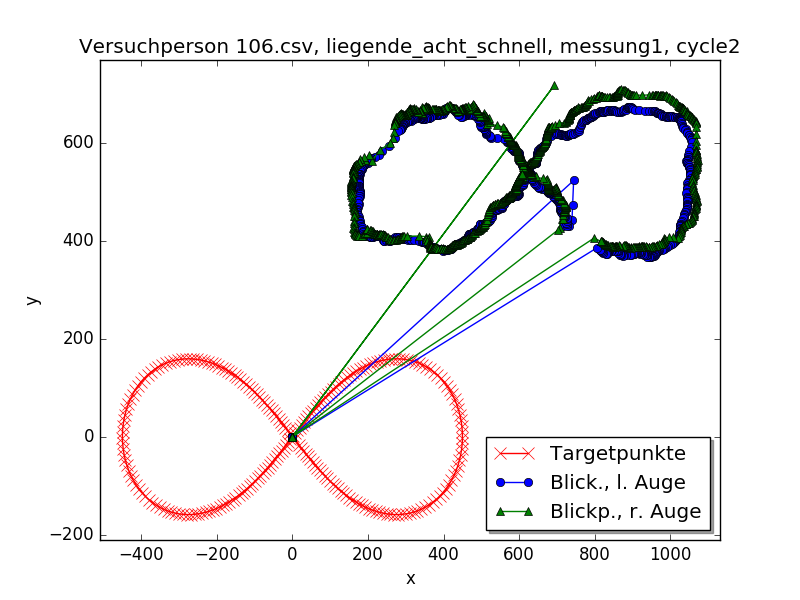 Versuchperson 106.csv, liegende_acht_schnell, messung1, cycle2
y
600
400
200
0
−200
−400
−200
0
200
400
600
800
1000
x
Targetpunkte
Blick., l. Auge
Blickp., r. Auge